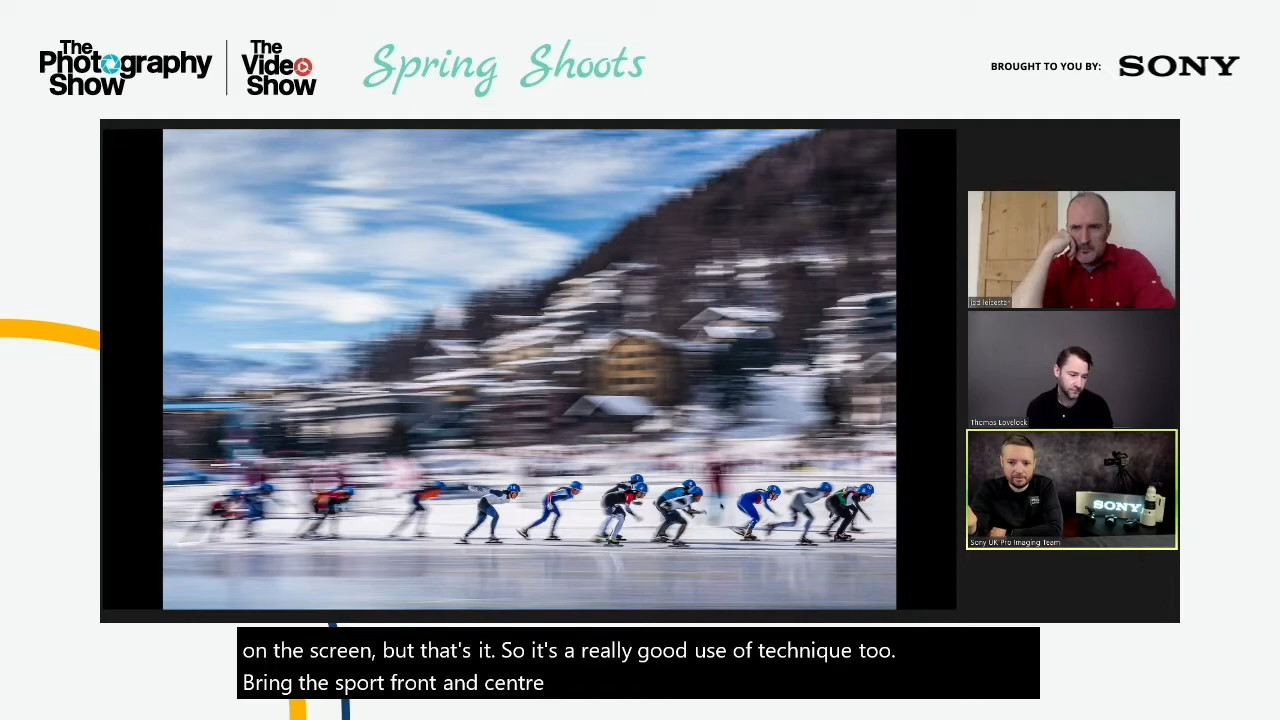 The
Photography
Show
The
Video
Show
Spring Shoots
BROUGHT TO YOU BY: SONY
jed leicester
Thomas Lovelock
SONY
Sony UK Pro Imaging Team
on the screen, but that's it. So it's a really good use of technique too.
Bring the sport front and centre